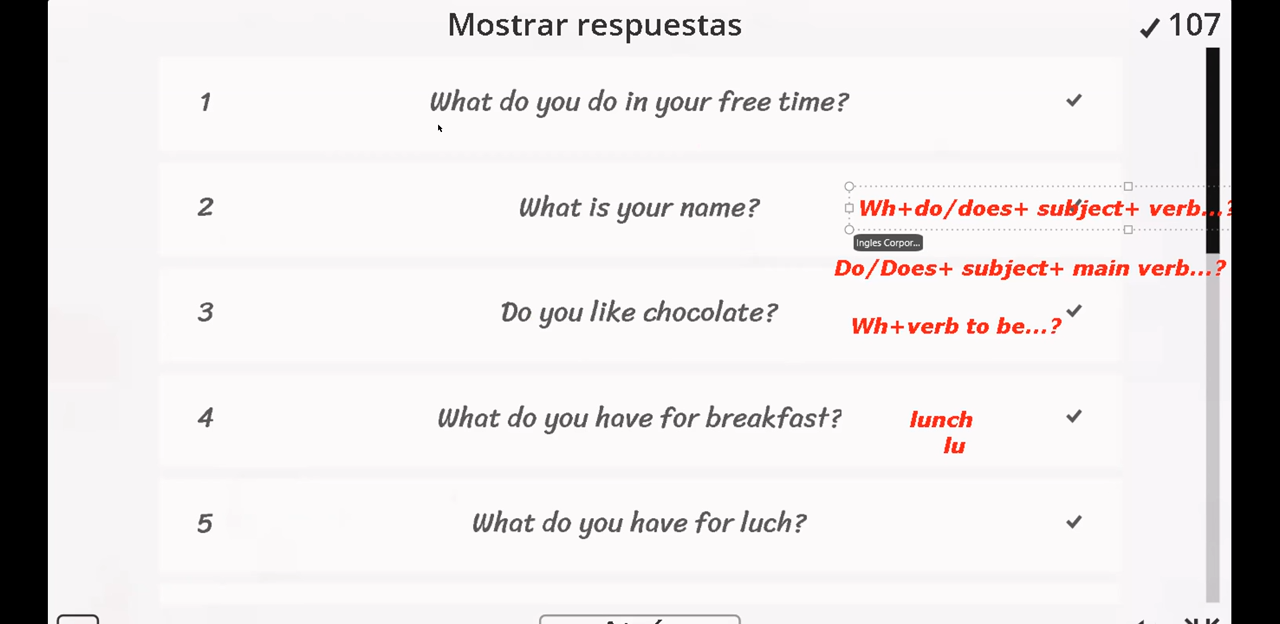 Mostrar respuestas
✓ 107
1 What do you do in your free time? ✓
2 What is your name?
Wh+do/does+ subject+ verb...?
Ingles Corpor...
Do/Does+ subject+ main verb...?
3 Do you like chocolate? ✓
Wh+verb to be...?
4 What do you have for breakfast? ✓
lunch
lu
5 What do you have for luch? ✓